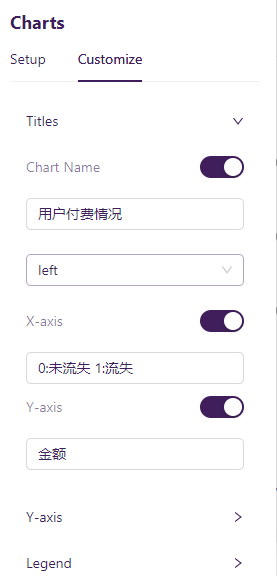 Charts
Setup Customize
Titles
Chart Name
用户付费情况
left
X-axis
0:未流失 1:流失
Y-axis
金额
Y-axis
Legend